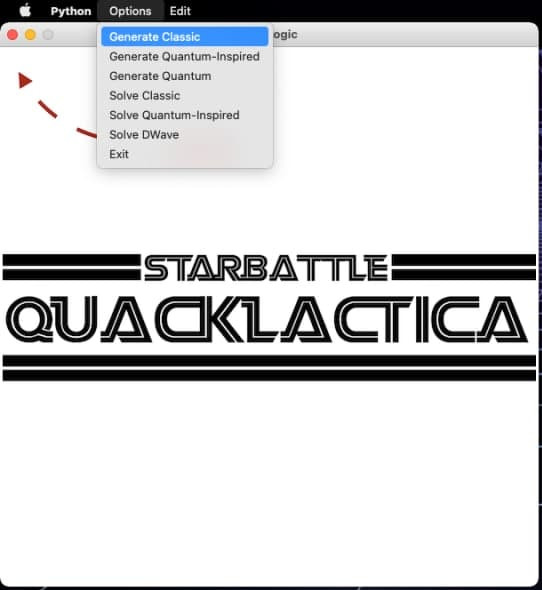 Python Options Edit
ogic
Generate Classic
Generate Quantum-Inspired
Generate Quantum
Solve Classic
Solve Quantum-Inspired
Solve DWave
Exit
STARBATTLE
QUACKLACTICA